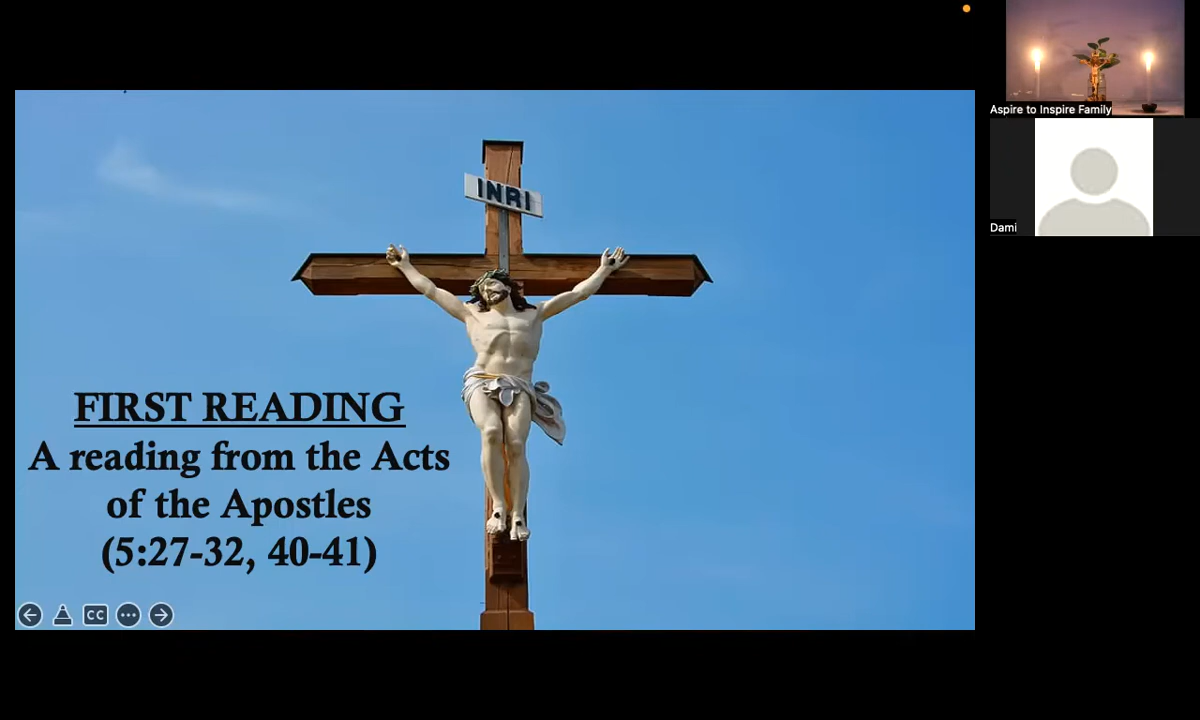 INRI
FIRST READING
A reading from the Acts
of the Apostles
(5:27-32, 40-41)
CC
Aspire to Inspire Family
Dami